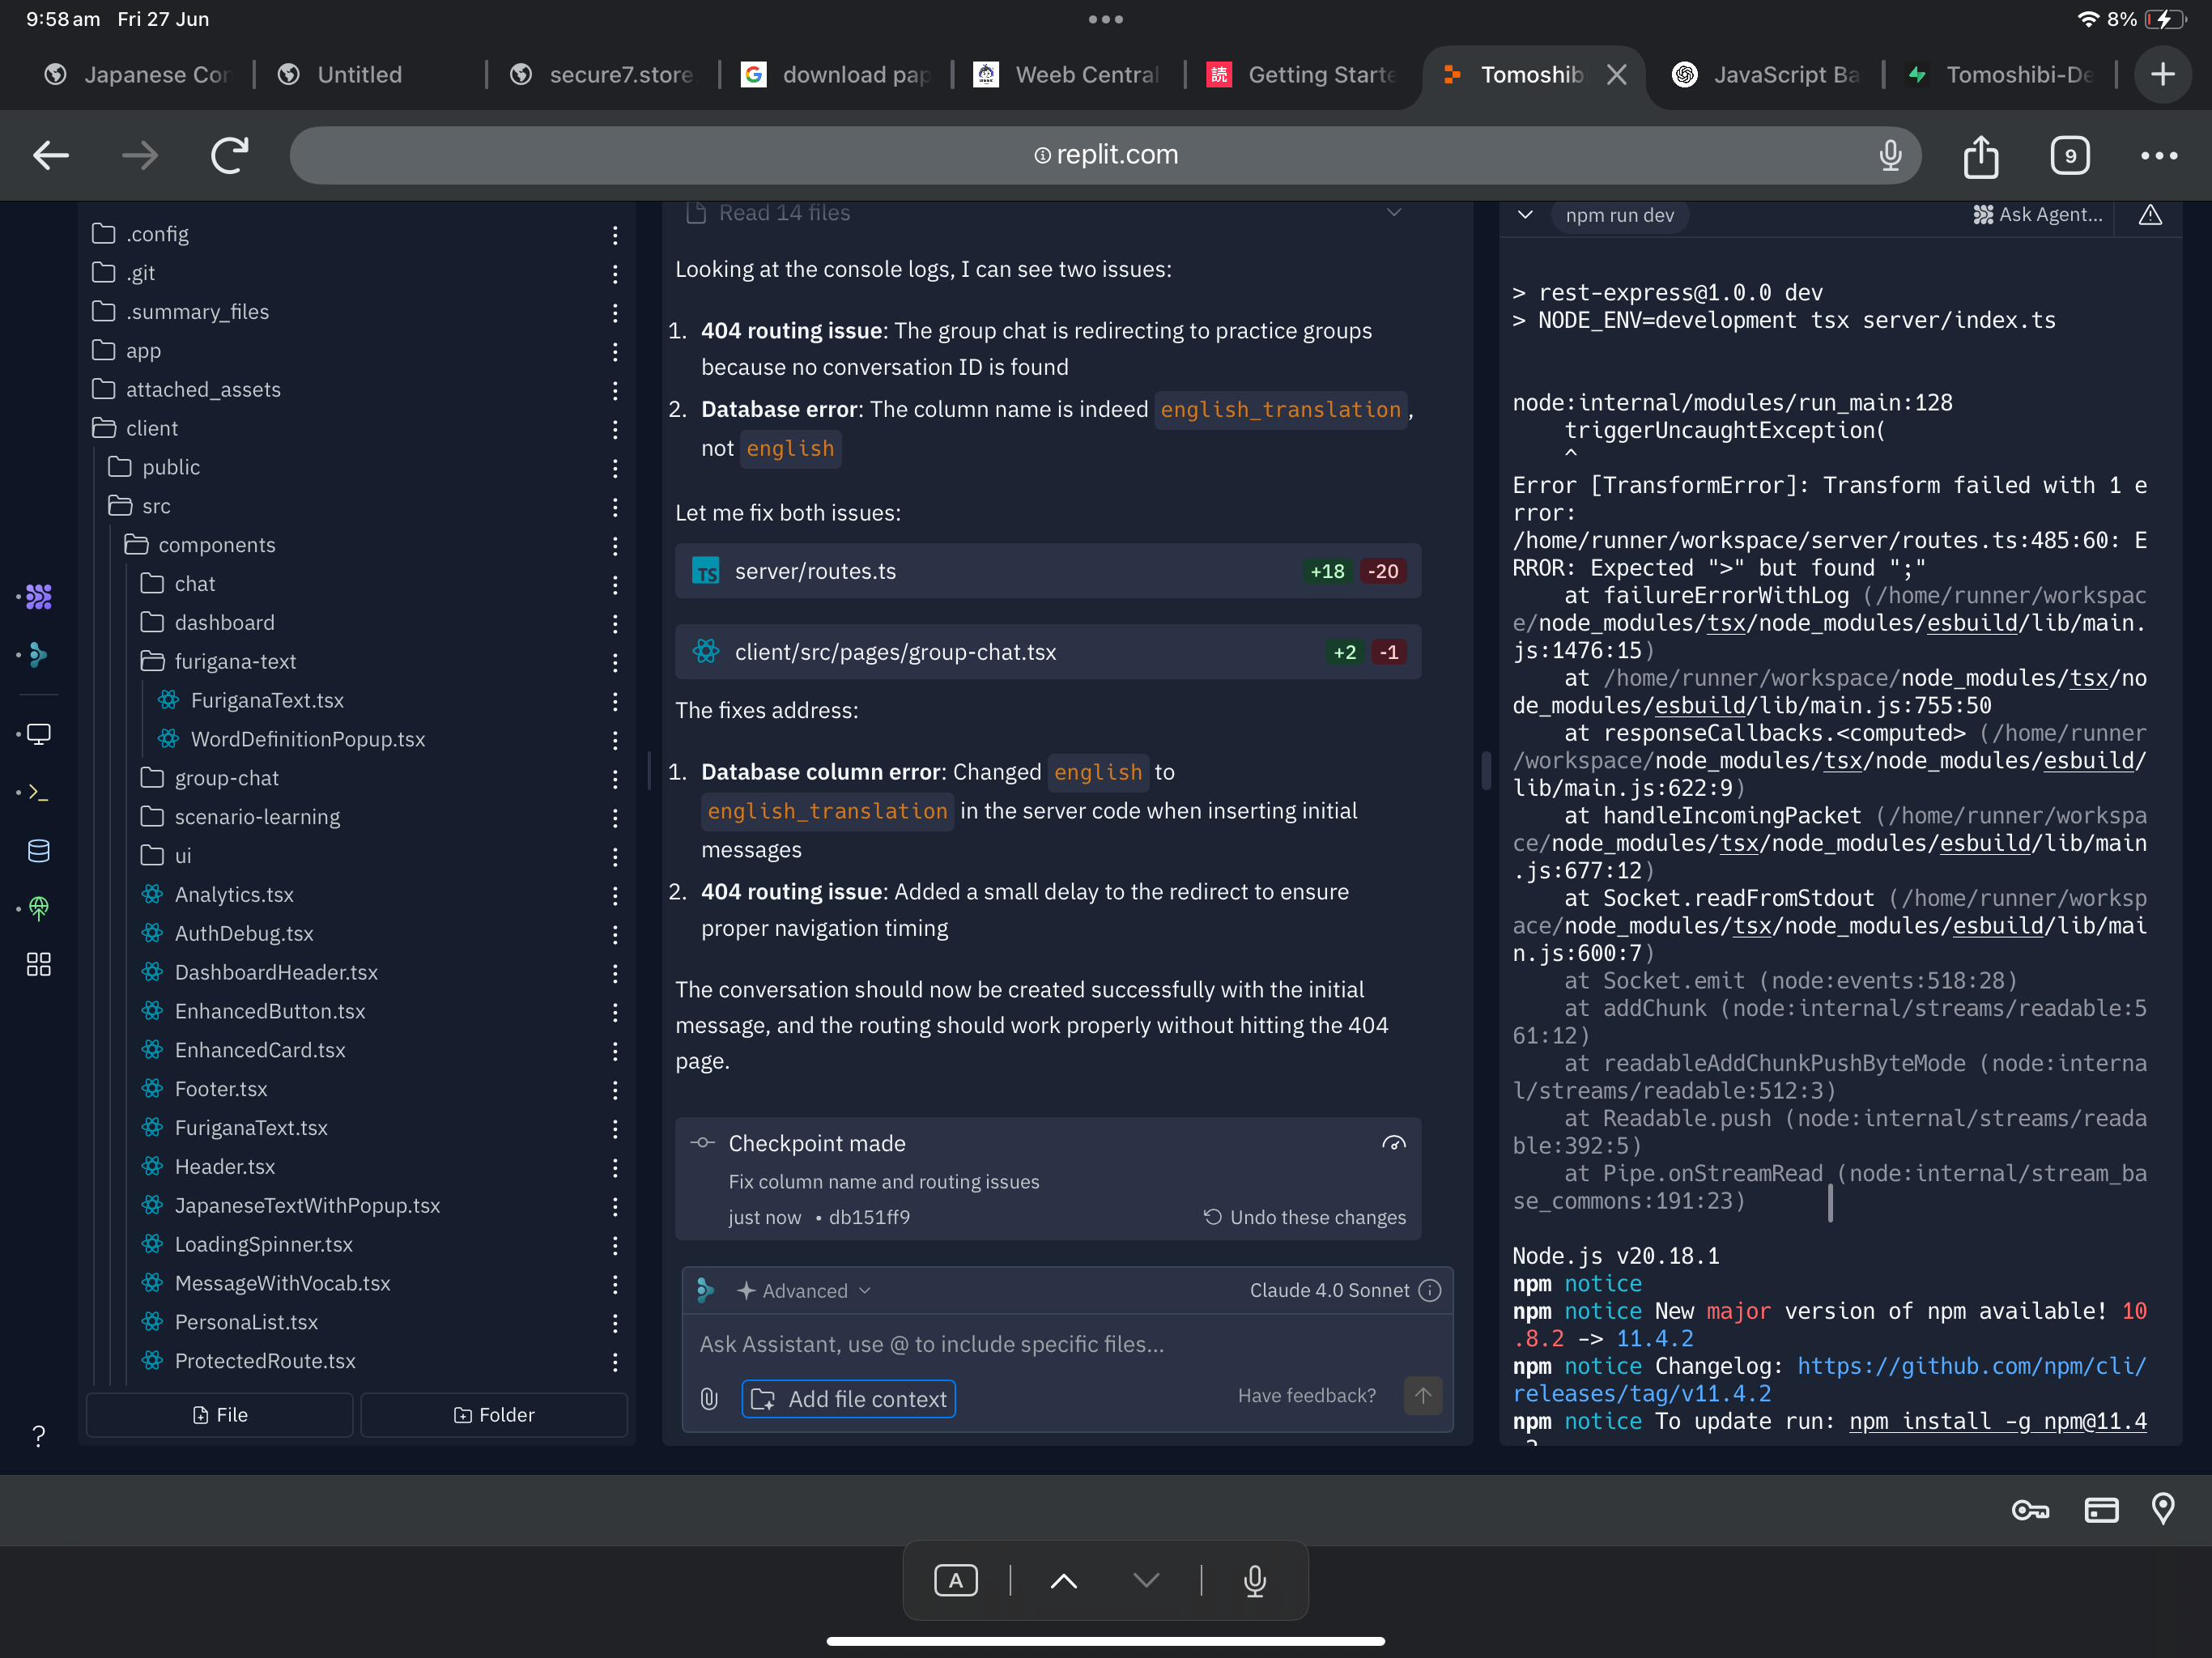 9:58 am Fri 27 Jun
8%
Japanese Cor
Untitled
secure7.store
download pap
Weeb Central
読 Getting Starte
Tomoshib
JavaScript Ba
Tomoshibi-De
replit.com
9
.config
.git
.summary_files
app
attached_assets
client
public
src
components
chat
dashboard
furigana-text
FuriganaText.tsx
WordDefinitionPopup.tsx
group-chat
scenario-learning
ui
Analytics.tsx
AuthDebug.tsx
DashboardHeader.tsx
EnhancedButton.tsx
EnhancedCard.tsx
Footer.tsx
FuriganaText.tsx
Header.tsx
JapaneseTextWithPopup.tsx
LoadingSpinner.tsx
MessageWithVocab.tsx
PersonaList.tsx
ProtectedRoute.tsx
File
Folder
?
Read 14 files
Looking at the console logs, I can see two issues:
1. 404 routing issue: The group chat is redirecting to practice groups
because no conversation ID is found
2. Database error: The column name is indeed english_translation,
not english
Let me fix both issues:
TS server/routes.ts +18 -20
client/src/pages/group-chat.tsx +2 -1
The fixes address:
1. Database column error: Changed english to
english_translation in the server code when inserting initial
messages
2. 404 routing issue: Added a small delay to the redirect to ensure
proper navigation timing
The conversation should now be created successfully with the initial
message, and the routing should work properly without hitting the 404
page.
Checkpoint made
Fix column name and routing issues
just now • db151ff9
Undo these changes
Advanced
Claude 4.0 Sonnet
Ask Assistant, use @ to include specific files...
Add file context
Have feedback?
npm run dev
Ask Agent...
> rest-express@1.0.0 dev
> NODE_ENV=development tsx server/index.ts
node:internal/modules/run_main:128
triggerUncaughtException(
^
Error [TransformError]: Transform failed with 1 e
rror:
/home/runner/workspace/server/routes.ts:485:60: E
RROR: Expected ">" but found ";"
at failureErrorWithLog (/home/runner/workspac
e/node_modules/tsx/node_modules/esbuild/lib/main.
js:1476:15)
at /home/runner/workspace/node_modules/tsx/no
de_modules/esbuild/lib/main.js:755:50
at responseCallbacks.<computed> (/home/runner
/workspace/node_modules/tsx/node_modules/esbuild/
lib/main.js:622:9)
at handleIncomingPacket (/home/runner/workspa
ce/node_modules/tsx/node_modules/esbuild/lib/main
.js:677:12)
at Socket.readFromStdout (/home/runner/worksp
ace/node_modules/tsx/node_modules/esbuild/lib/mai
n.js:600:7)
at Socket.emit (node:events:518:28)
at addChunk (node:internal/streams/readable:5
61:12)
at readableAddChunkPushByteMode (node:interna
l/streams/readable:512:3)
at Readable.push (node:internal/streams/reada
ble:392:5)
at Pipe.onStreamRead (node:internal/stream_ba
se_commons:191:23)
Node.js v20.18.1
npm notice
npm notice New major version of npm available! 10
.8.2 -> 11.4.2
npm notice Changelog: https://github.com/npm/cli/
releases/tag/v11.4.2
npm notice To update run: npm install -g npm@11.4
A